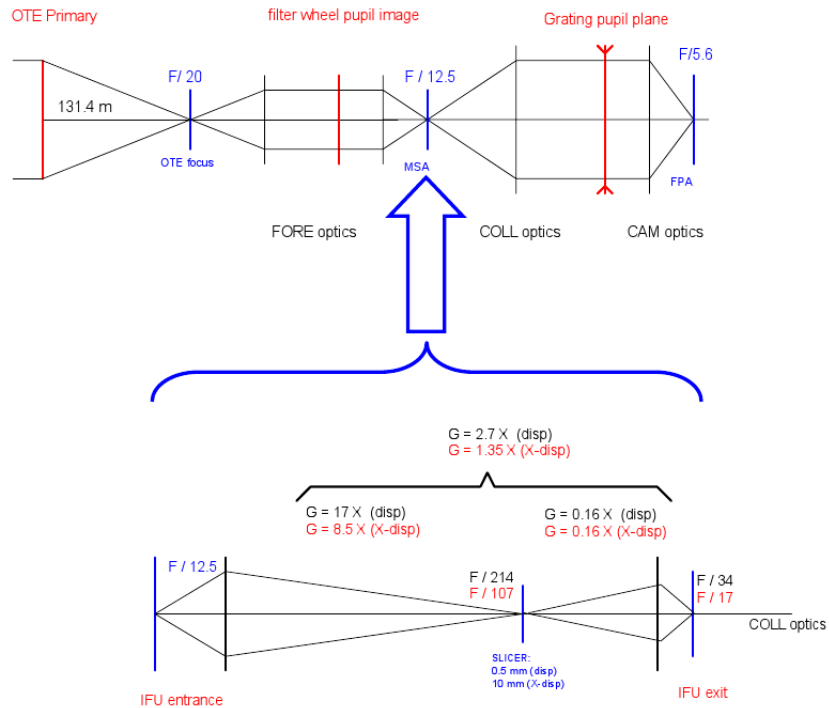 OTE Primary
filter wheel pupil image
Grating pupil plane
F/ 20
F / 12.5
F/5.6
131.4 m
OTE focus
MSA
FPA
FORE optics
COLL optics
CAM optics
G = 2.7 X (disp)
G = 1.35 X (X-disp)
G = 17 X (disp)
G = 8.5 X (X-disp)
G = 0.16 X (disp)
G = 0.16 X (X-disp)
F / 12.5
F / 214
F / 107
F / 34
F / 17
COLL optics
SLICER:
0.5 mm (disp)
10 mm (X-disp)
IFU entrance
IFU exit